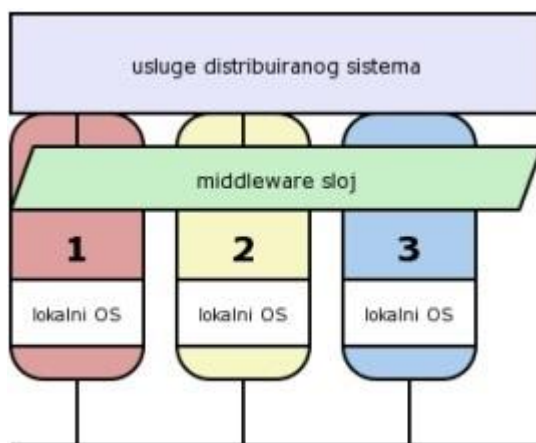 usluge distribuiranog sistema
middleware sloj
1 2 3
lokalni OS lokalni OS lokalni OS